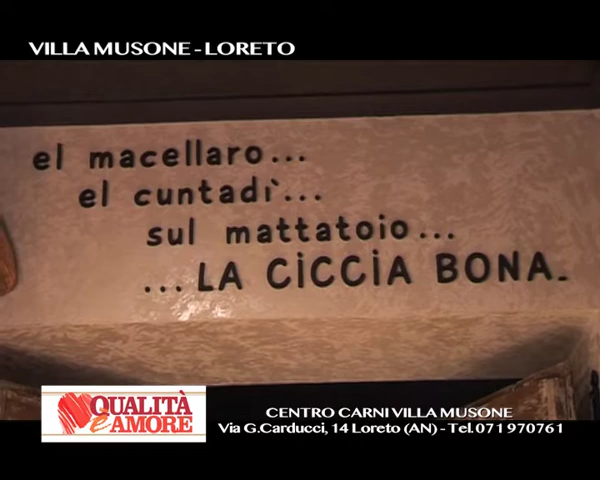 VILLA MUSONE - LORETO
el macellaro...
el cuntadì...
sul mattatoio...
...LA CiCCiA BONA.
QUALITÀ
è AMORE
CENTRO CARNI VILLA MUSONE
Via G.Carducci, 14 Loreto (AN) - Tel. 071 970761